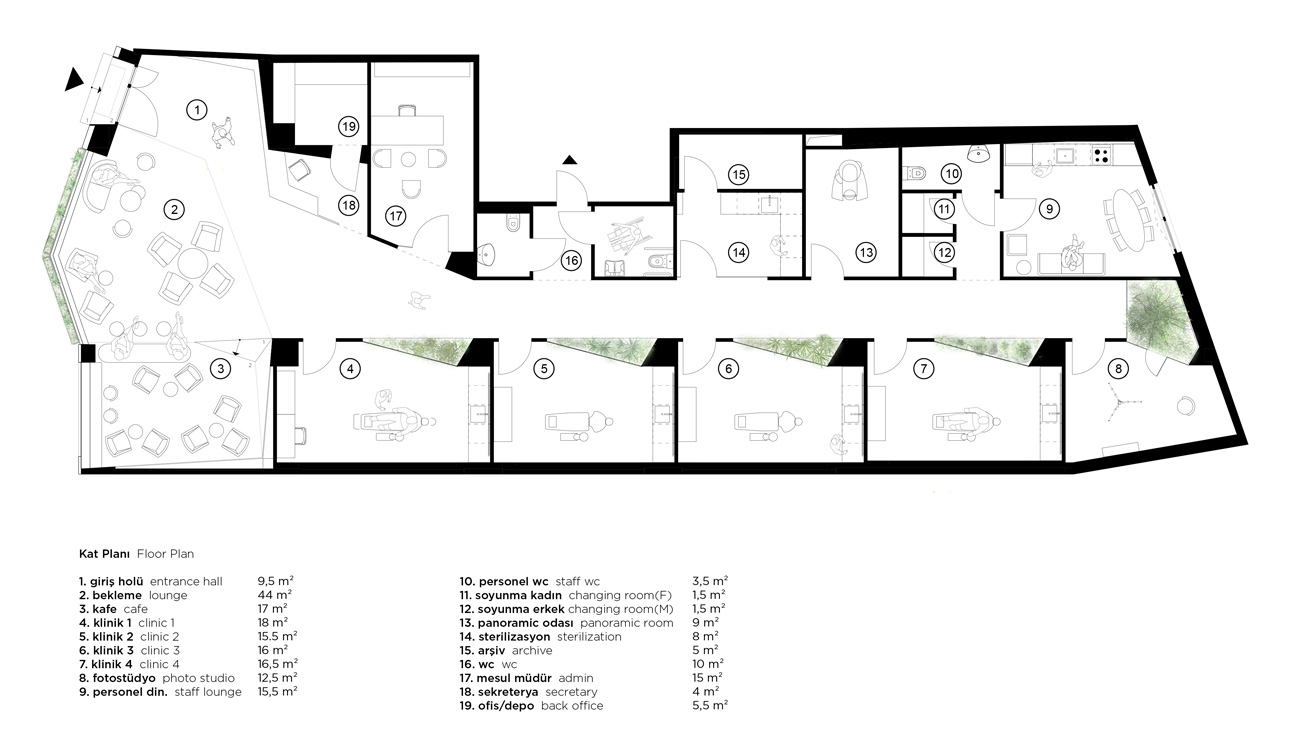 1
2
3
4
5
6
7
8
9
10
11
12
13
14
15
16
17
18
19
1
2
1
2
Kat Planı Floor Plan
1. giriş holü entrance hall 9,5 m²
2. bekleme lounge 44 m²
3. kafe cafe 17 m²
4. klinik 1 clinic 1 18 m²
5. klinik 2 clinic 2 15.5 m²
6. klinik 3 clinic 3 16 m²
7. klinik 4 clinic 4 16,5 m²
8. fotostüdyo photo studio 12,5 m²
9. personel din. staff lounge 15,5 m²
10. personel wc staff wc 3,5 m²
11. soyunma kadın changing room(F) 1,5 m²
12. soyunma erkek changing room(M) 1,5 m²
13. panoramic odası panoramic room 9 m²
14. sterilizasyon sterilization 8 m²
15. arşiv archive 5 m²
16. wc wc 10 m²
17. mesul müdür admin 15 m²
18. sekreterya secretary 4 m²
19. ofis/depo back office 5,5 m²